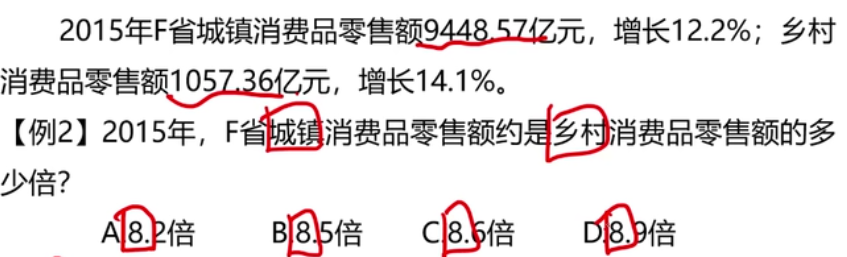 2015年F省城镇消费品零售额9448.57亿元，增长12.2%；乡村
消费品零售额1057.36亿元，增长14.1%。
【例2】2015年，F省城镇消费品零售额约是乡村消费品零售额的多
少倍？
A.8.2倍 B.8.5倍 C.8.6倍 D.8.9倍